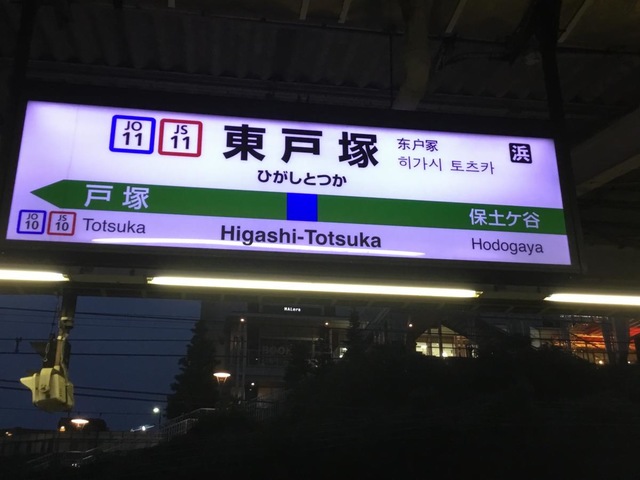 JO 11
JS 11
東戸塚
东户冢
히가시 토츠카
浜
ひがしとつか
戸塚
保土ケ谷
JO 10
JS 10
Totsuka
Higashi-Totsuka
Hodogaya